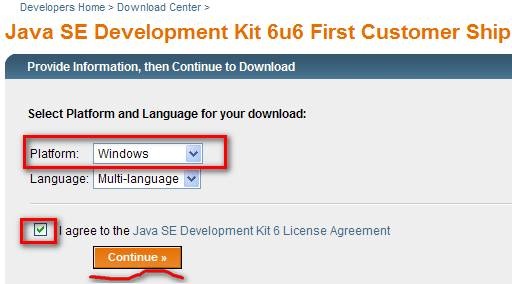 Developers Home > Download Center >
Java SE Development Kit 6u6 First Customer Ship
Provide Information, then Continue to Download
Select Platform and Language for your download:
Platform: Windows
Language: Multi-language
I agree to the Java SE Development Kit 6 License Agreement
Continue »